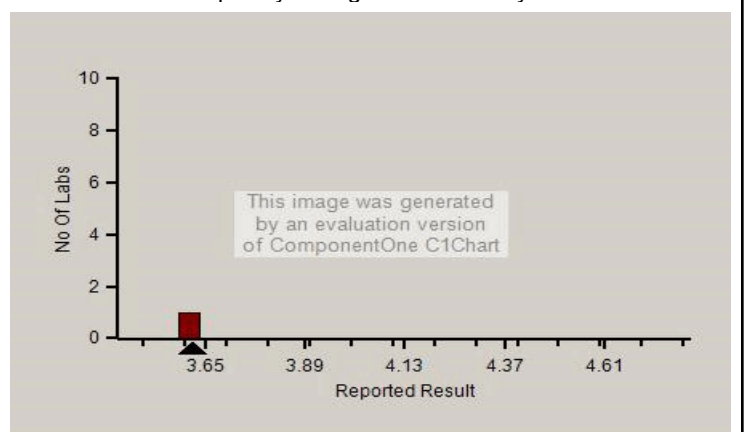 10
8
6
4
2
0
No Of Labs
This image was generated
by an evaluation version
of ComponentOne C1Chart
3.65 3.89 4.13 4.37 4.61
Reported Result